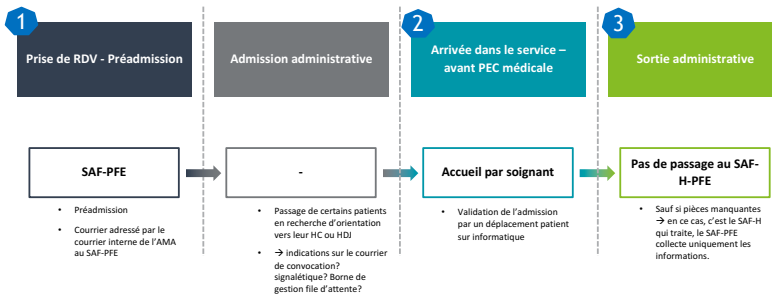 1
Prise de RDV - Préadmission
Admission administrative
2
Arrivée dans le service –
avant PEC médicale
3
Sortie administrative
SAF-PFE
-
Accueil par soignant
Pas de passage au SAF-
H-PFE
• Préadmission
• Courrier adressé par le
courrier interne de l'AMA
au SAF-PFE
• Passage de certains patients
en recherche d'orientation
vers leur HC ou HDJ
• → indications sur le courrier
de convocation?
signalétique? Borne de
gestion file d'attente?
• Validation de l'admission
par un déplacement patient
sur informatique
• Sauf si pièces manquantes
→ en ce cas, c'est le SAF-H
qui traite, le SAF-PFE
collecte uniquement les
informations.